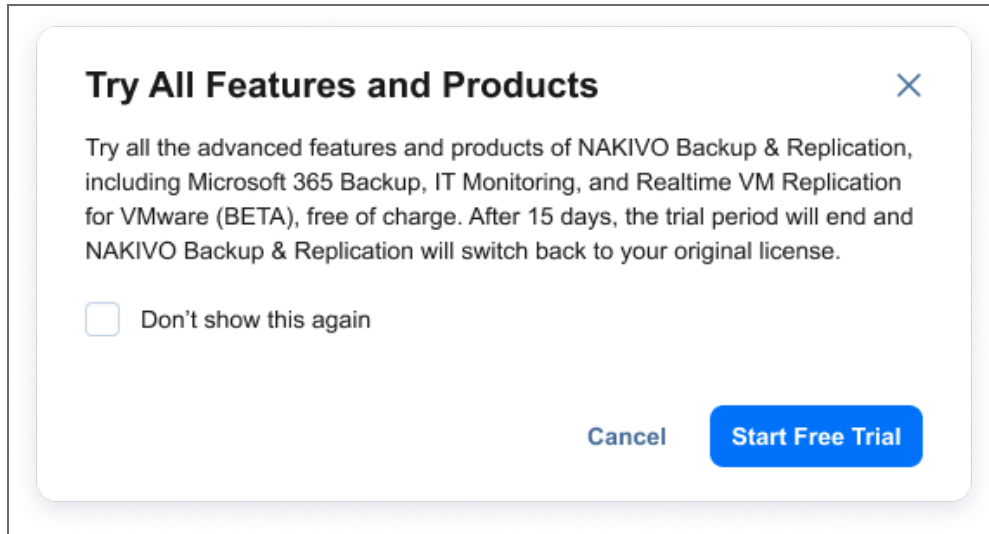 Try All Features and Products
Try all the advanced features and products of NAKIVO Backup & Replication,
including Microsoft 365 Backup, IT Monitoring, and Realtime VM Replication
for VMware (BETA), free of charge. After 15 days, the trial period will end and
NAKIVO Backup & Replication will switch back to your original license.
Don’t show this again
Cancel
Start Free Trial